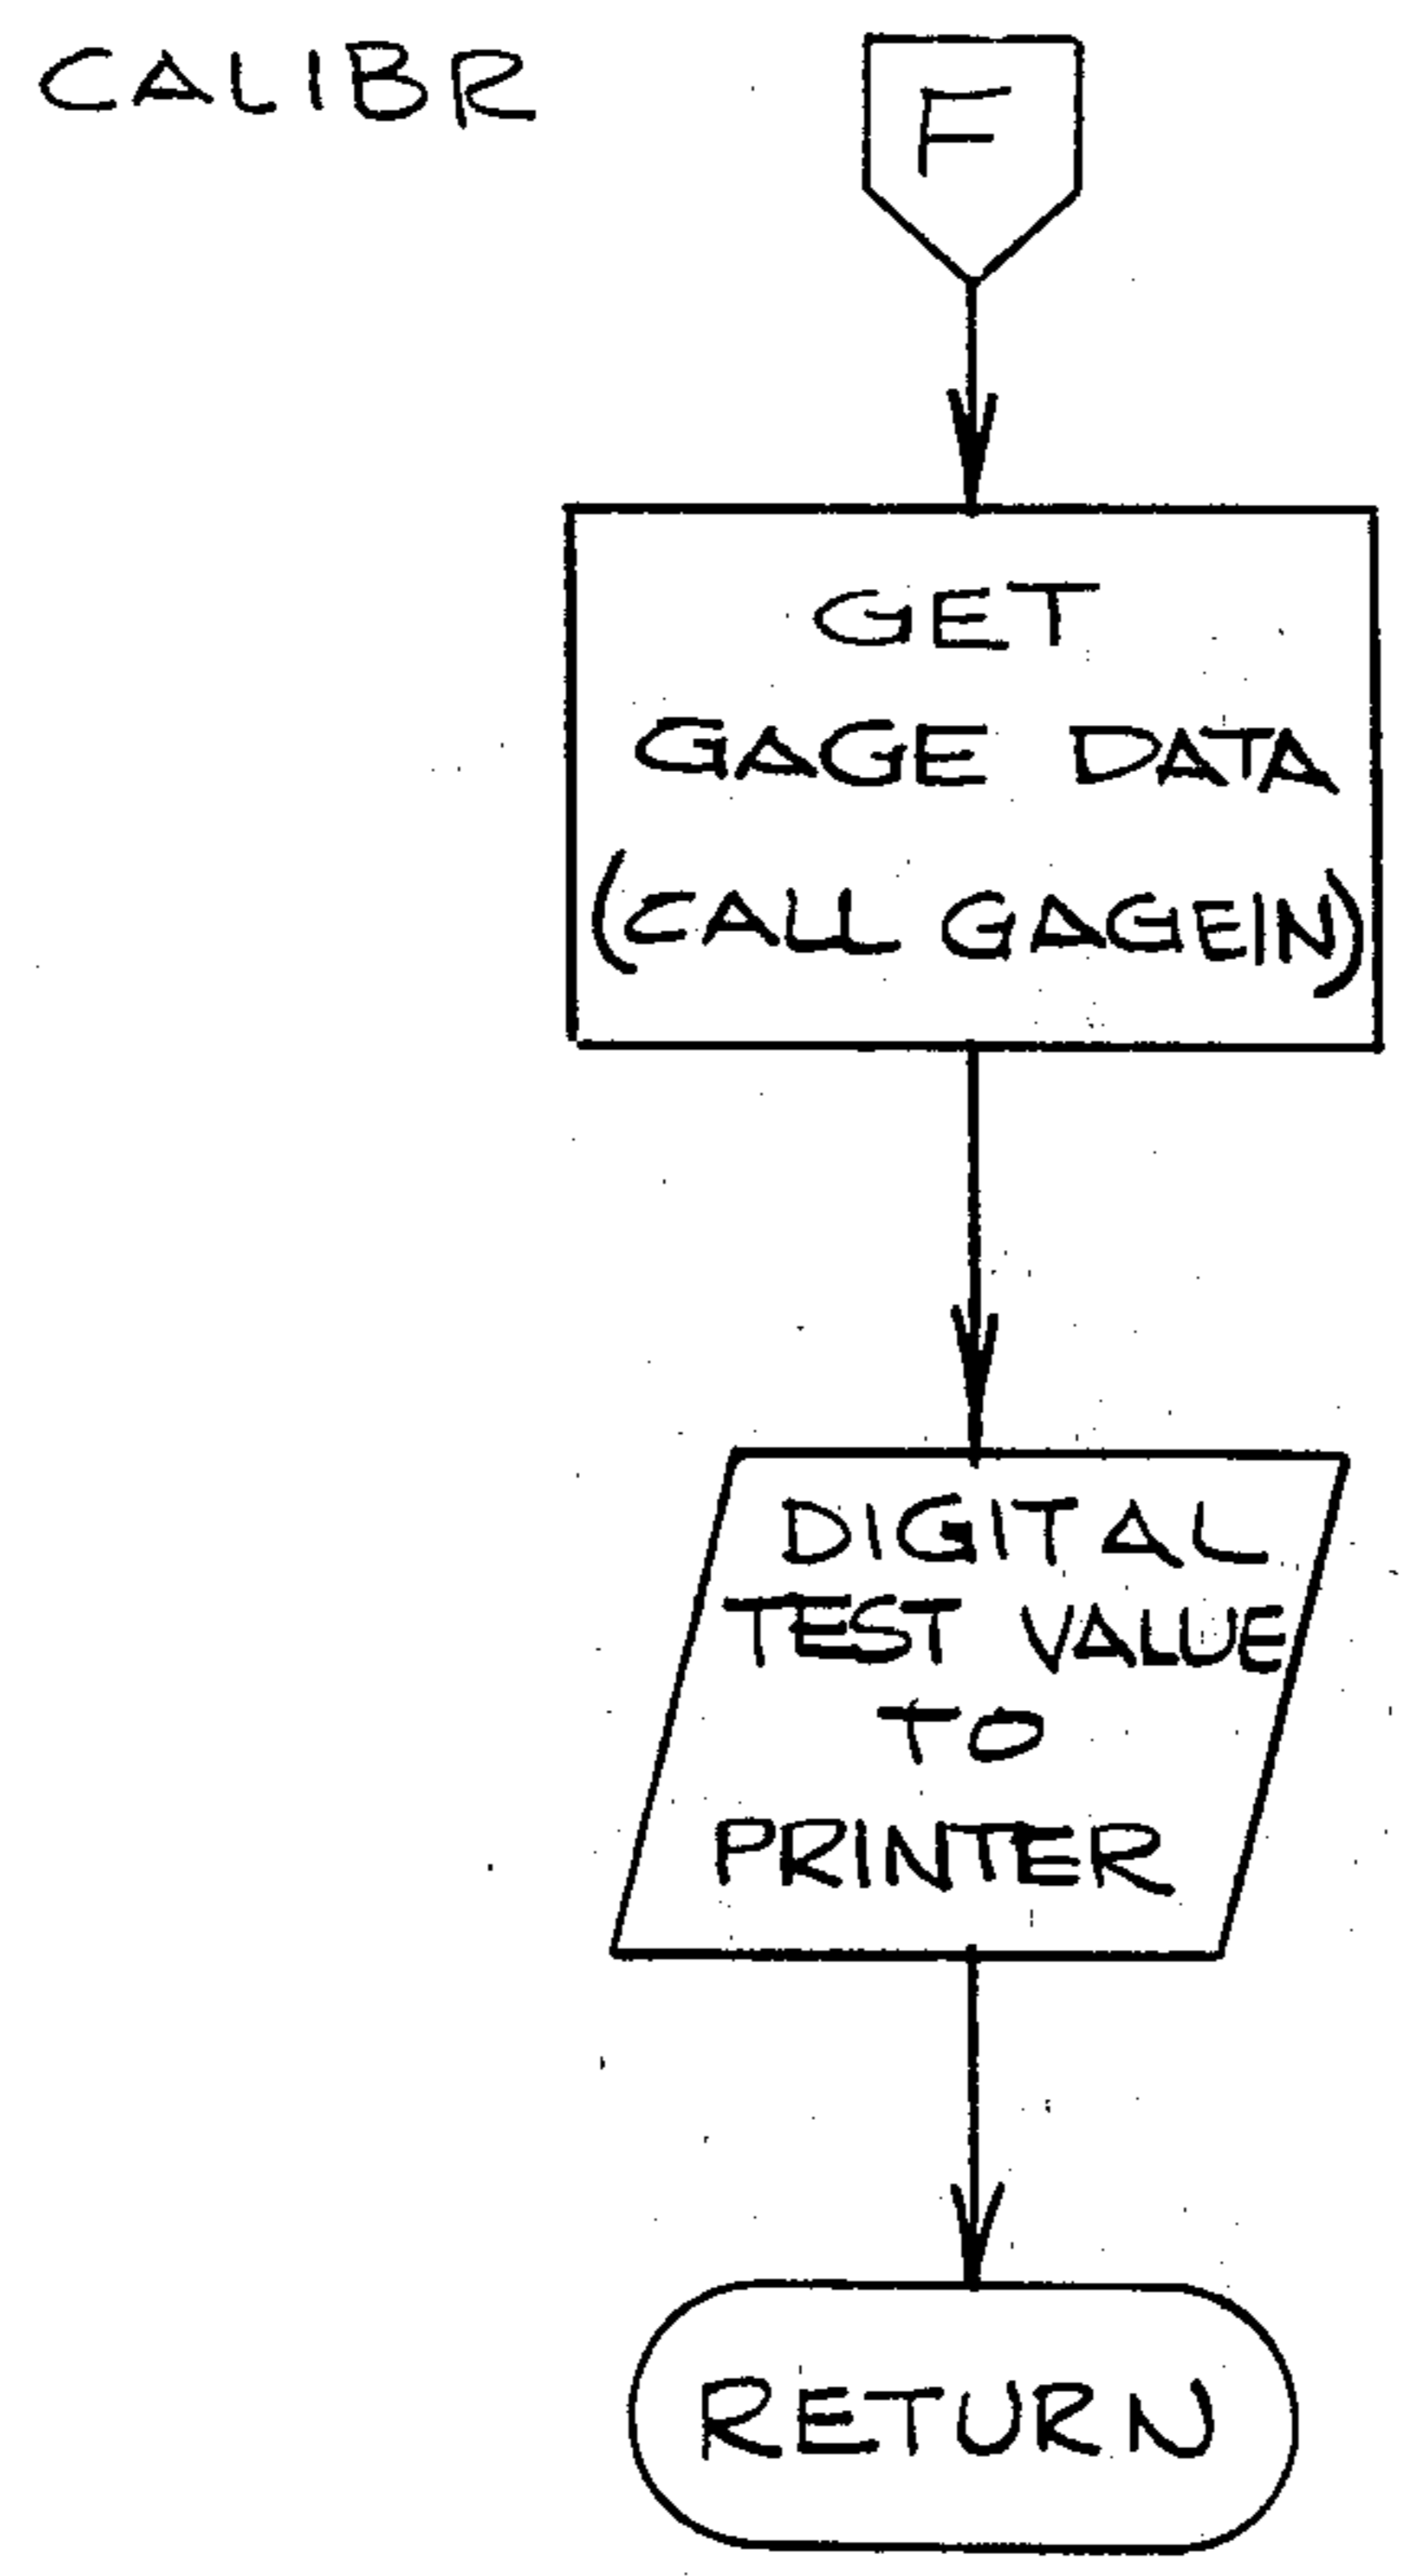 CALIBR
F
GET
GAGE DATA
(CALL GAGEIN)
DIGITAL
TEST VALUE
TO
PRINTER
RETURN